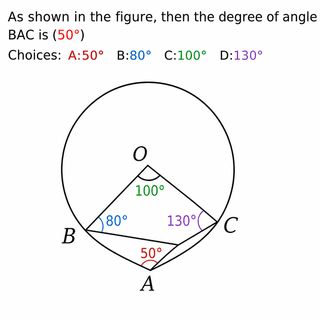 As shown in the figure, then the degree of angle
BAC is (50°)
Choices: A:50° B:80° C:100° D:130°
O
100°
B
80°
130°
C
50°
A